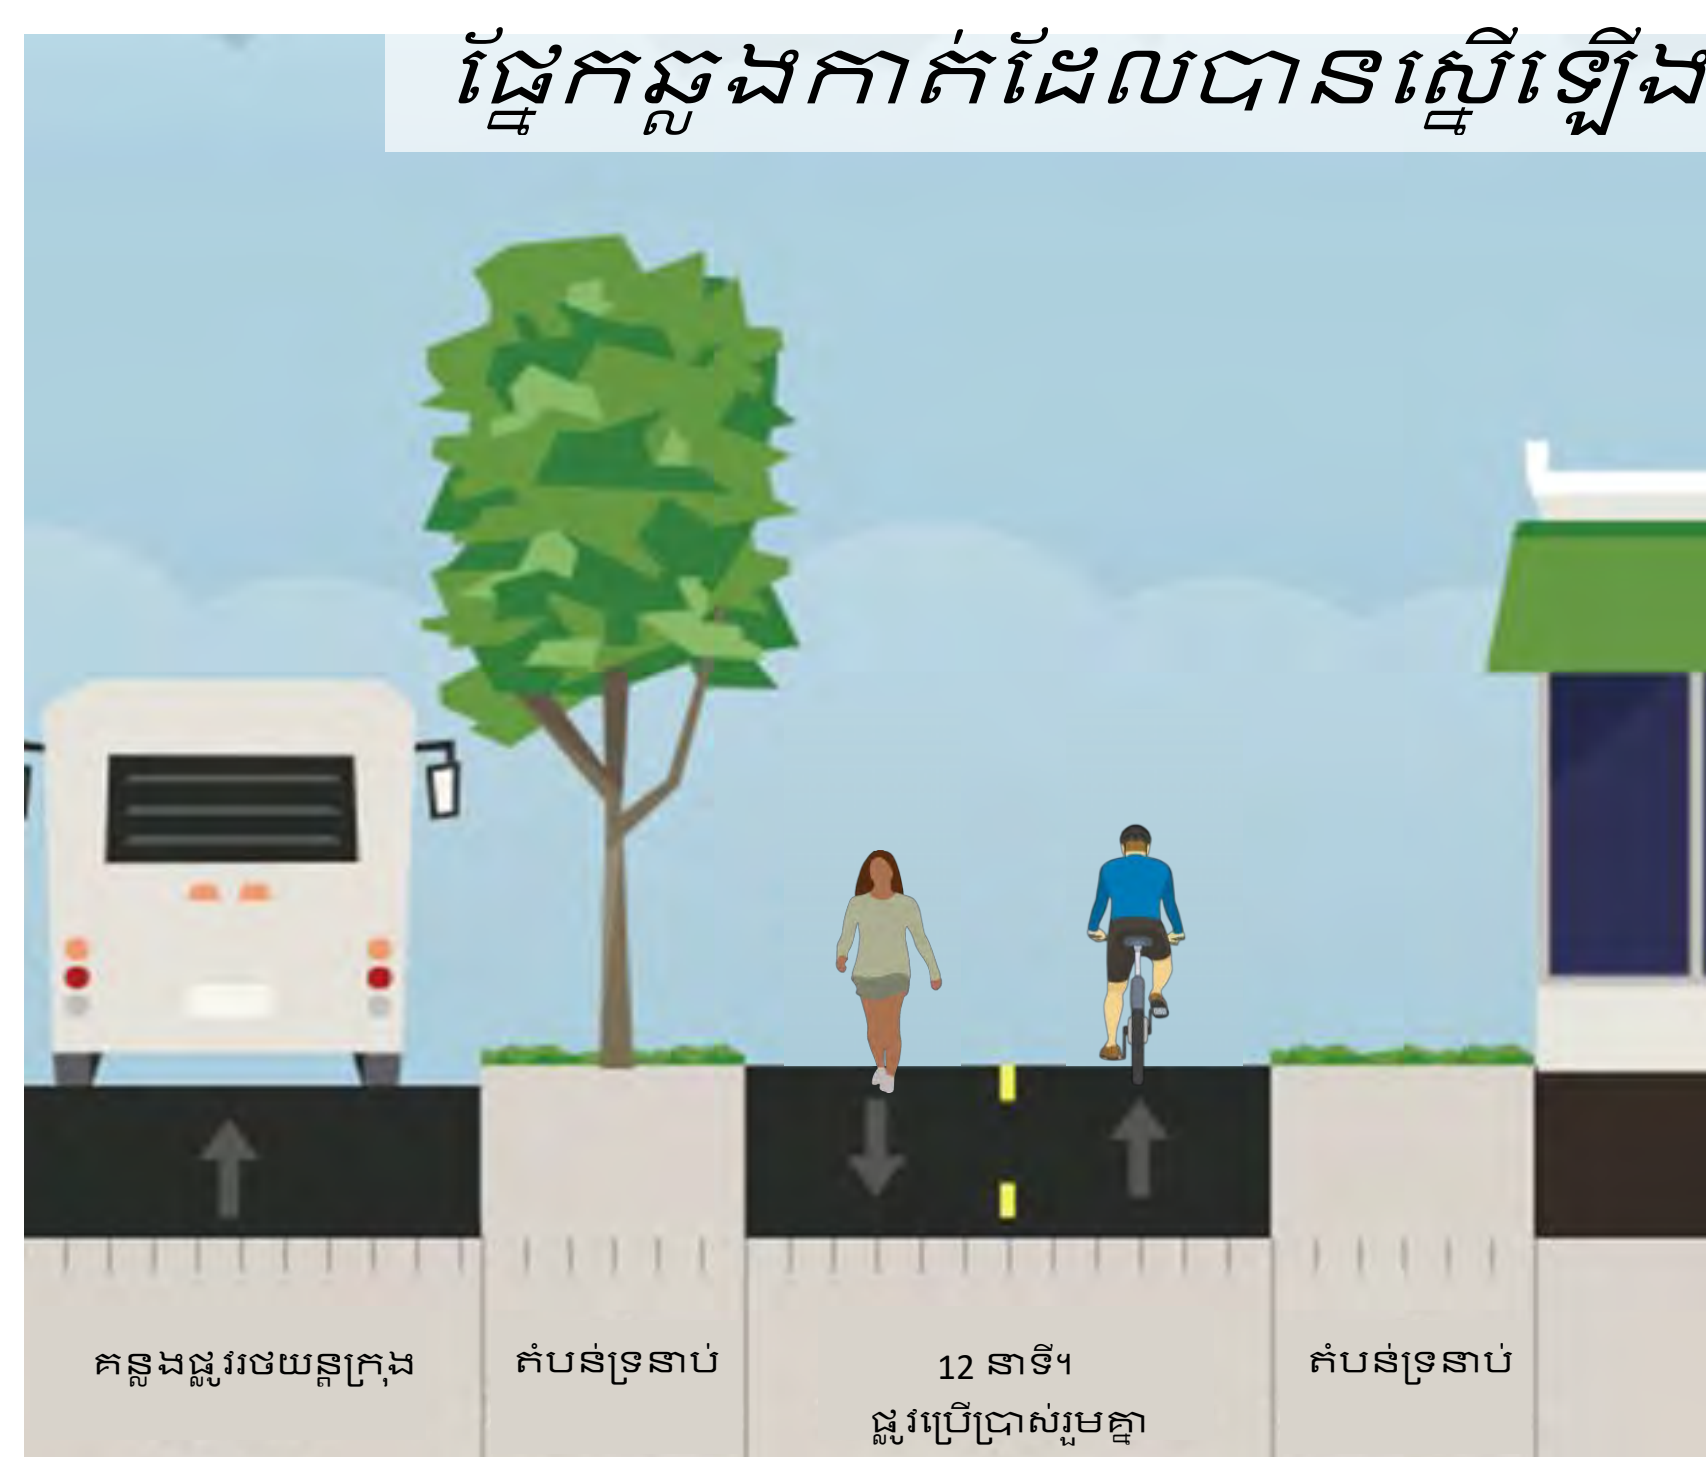 ផ្នែកឆ្លងកាត់ដែលបានស្នើឡើង
គន្លងផ្លូវរថយន្តក្រុង
តំបន់ទ្រនាប់
12 នាទី។
ផ្លូវប្រើប្រាស់រួមគ្នា
តំបន់ទ្រនាប់